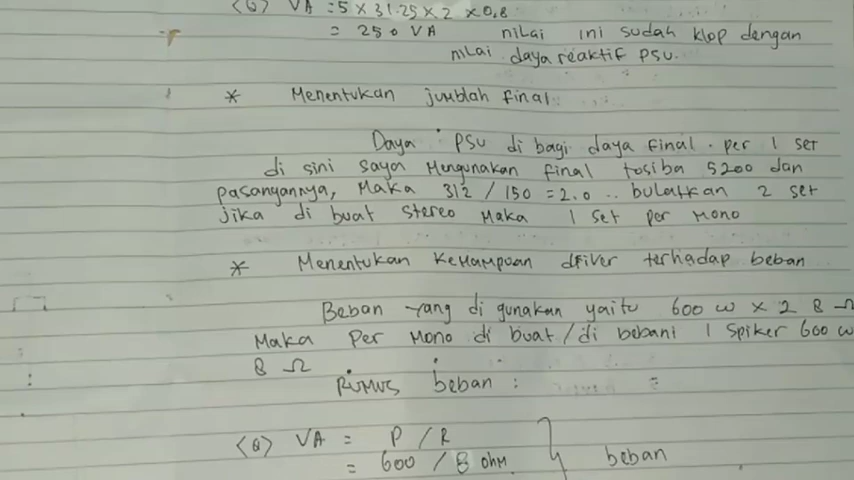 <Q> VA = 5 x 31.25 x 2 x 0,8
= 250 VA nilai ini sudah klop dengan
nilai daya reaktif PSU.
* Menentukan jumblah final.
Daya PSU di bagi daya final. per 1 set
di sini saya Mengunakan final tosiba 5200 dan
pasangannya, Maka 312 / 150 = 2.0 .. bulatkan 2 set
jika di buat stereo Maka 1 set per Mono
* Menentukan KeMampuan driver terhadap beban
Beban yang di gunakan yaitu 600 w x 2 8 Ω
Maka Per Mono di buat / di bebani 1 Spiker 600 w
8 Ω
RUMUS beban :
<Q> VA = P / R
= 600 / 8 ohm } beban